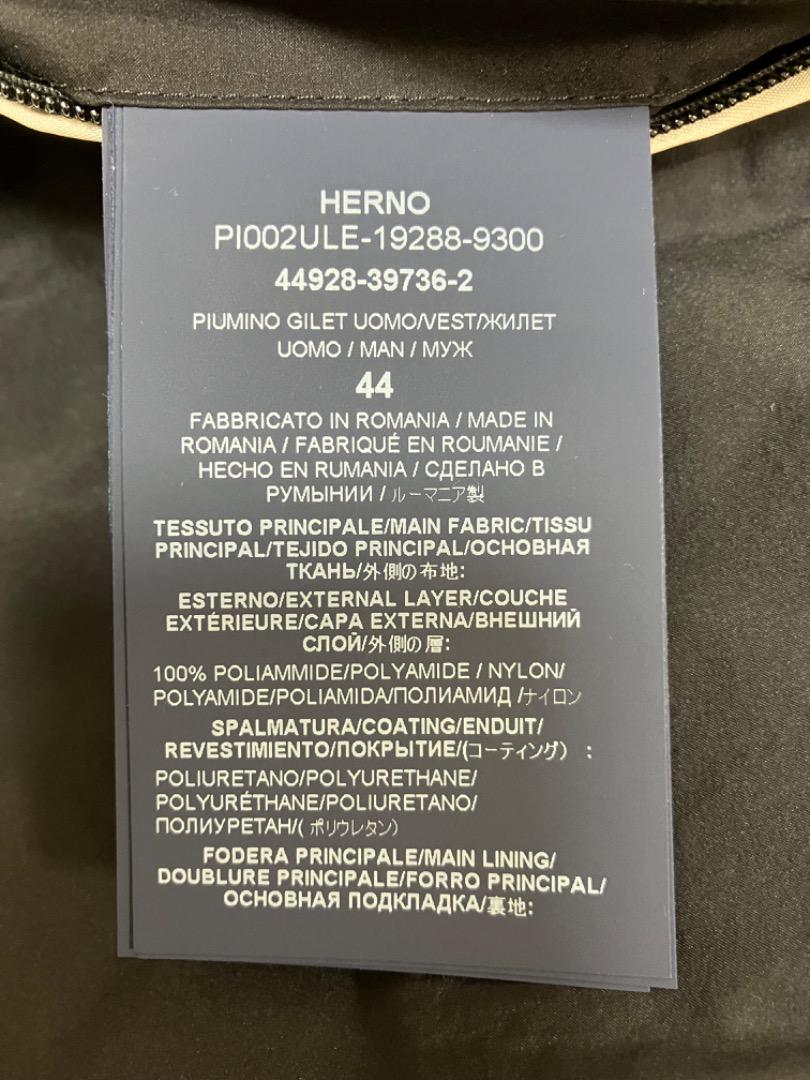 HERNO
PI002ULE-19288-9300
44928-39736-2
PIUMINO GILET UOMO/VEST/ЖИЛЕТ
UOMO / MAN / МУЖ
44
FABBRICATO IN ROMANIA / MADE IN
ROMANIA / FABRIQUÉ EN ROUMANIE /
HECHO EN RUMANIA / СДЕЛАНО В
РУМЫНИИ / ルーマニア製
TESSUTO PRINCIPALE/MAIN FABRIC/TISSU
PRINCIPAL/TEJIDO PRINCIPAL/ОСНОВНАЯ
ТКАНЬ/外側の布地:
ESTERNO/EXTERNAL LAYER/COUCHE
EXTÉRIEURE/CAPA EXTERNA/ВНЕШНИЙ
СЛОЙ/外側の層:
100% POLIAMMIDE/POLYAMIDE / NYLON/
POLYAMIDE/POLIAMIDA/ПОЛИАМИД /ナイロン
SPALMATURA/COATING/ENDUIT/
REVESTIMIENTO/ПОКРЫТИЕ/(コーティング) :
POLIURETANO/POLYURETHANE/
POLYURÉTHANE/POLIURETANO/
ПОЛИУРЕТАН/( ポリウレタン)
FODERA PRINCIPALE/MAIN LINING/
DOUBLURE PRINCIPALE/FORRO PRINCIPAL/
ОСНОВНАЯ ПОДКЛАДКА/裏地: